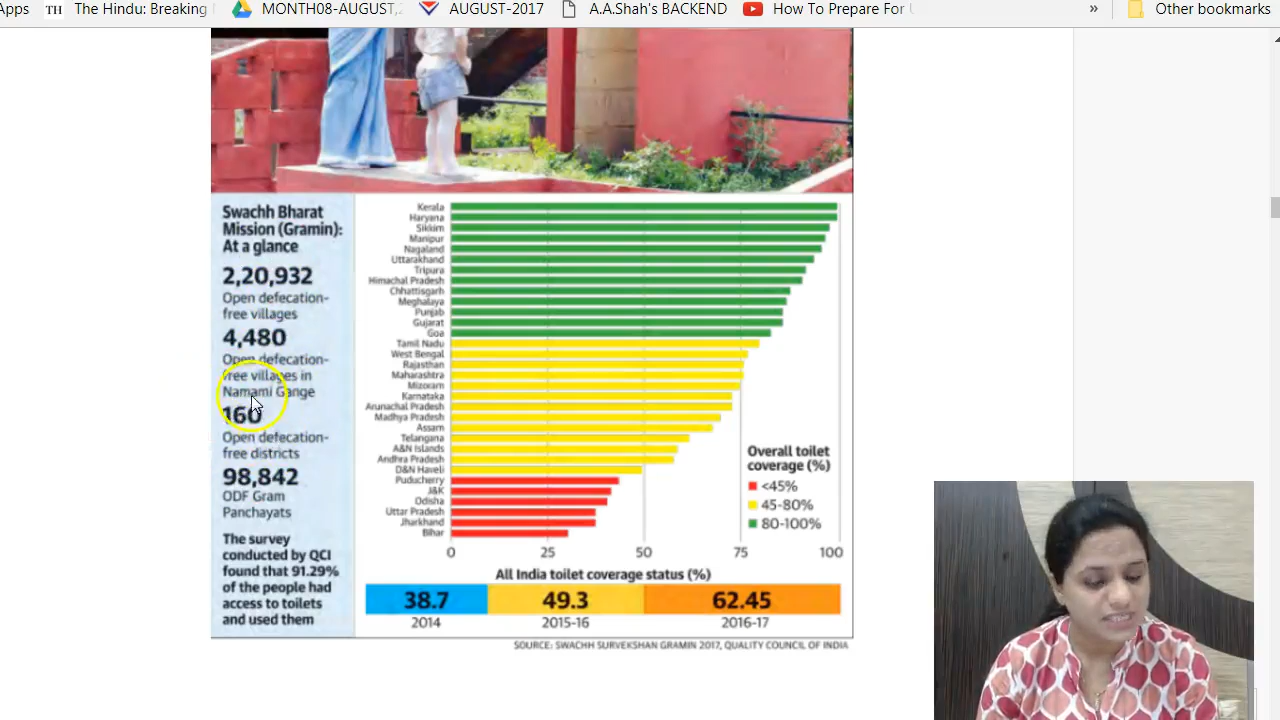 Apps
The Hindu: Breaking
MONTH08-AUGUST,2
AUGUST-2017
A.A.Shah's BACKEND
How To Prepare For
»
Other bookmarks
Swachh Bharat
Mission (Gramin):
At a glance
2,20,932
Open defecation-
free villages
4,480
Open defecation-
free villages in
Namami Gange
160
Open defecation-
free districts
98,842
ODF Gram
Panchayats
The survey
conducted by QCI
found that 91.29%
of the people had
access to toilets
and used them
Kerala
Haryana
Sikkim
Manipur
Nagaland
Uttarakhand
Tripura
Himachal Pradesh
Chhattisgarh
Meghalaya
Punjab
Gujarat
Goa
Tamil Nadu
West Bengal
Rajasthan
Maharashtra
Mizoram
Karnataka
Arunachal Pradesh
Madhya Pradesh
Assam
Telangana
A&N Islands
Andhra Pradesh
D&N Haveli
Puducherry
J&K
Odisha
Uttar Pradesh
Jharkhand
Bihar
0 25 50 75 100
Overall toilet
coverage (%)
<45%
45-80%
80-100%
All India toilet coverage status (%)
38.7 49.3 62.45
2014 2015-16 2016-17
SOURCE: SWACHH SURVEKSHAN GRAMIN 2017, QUALITY COUNCIL OF INDIA